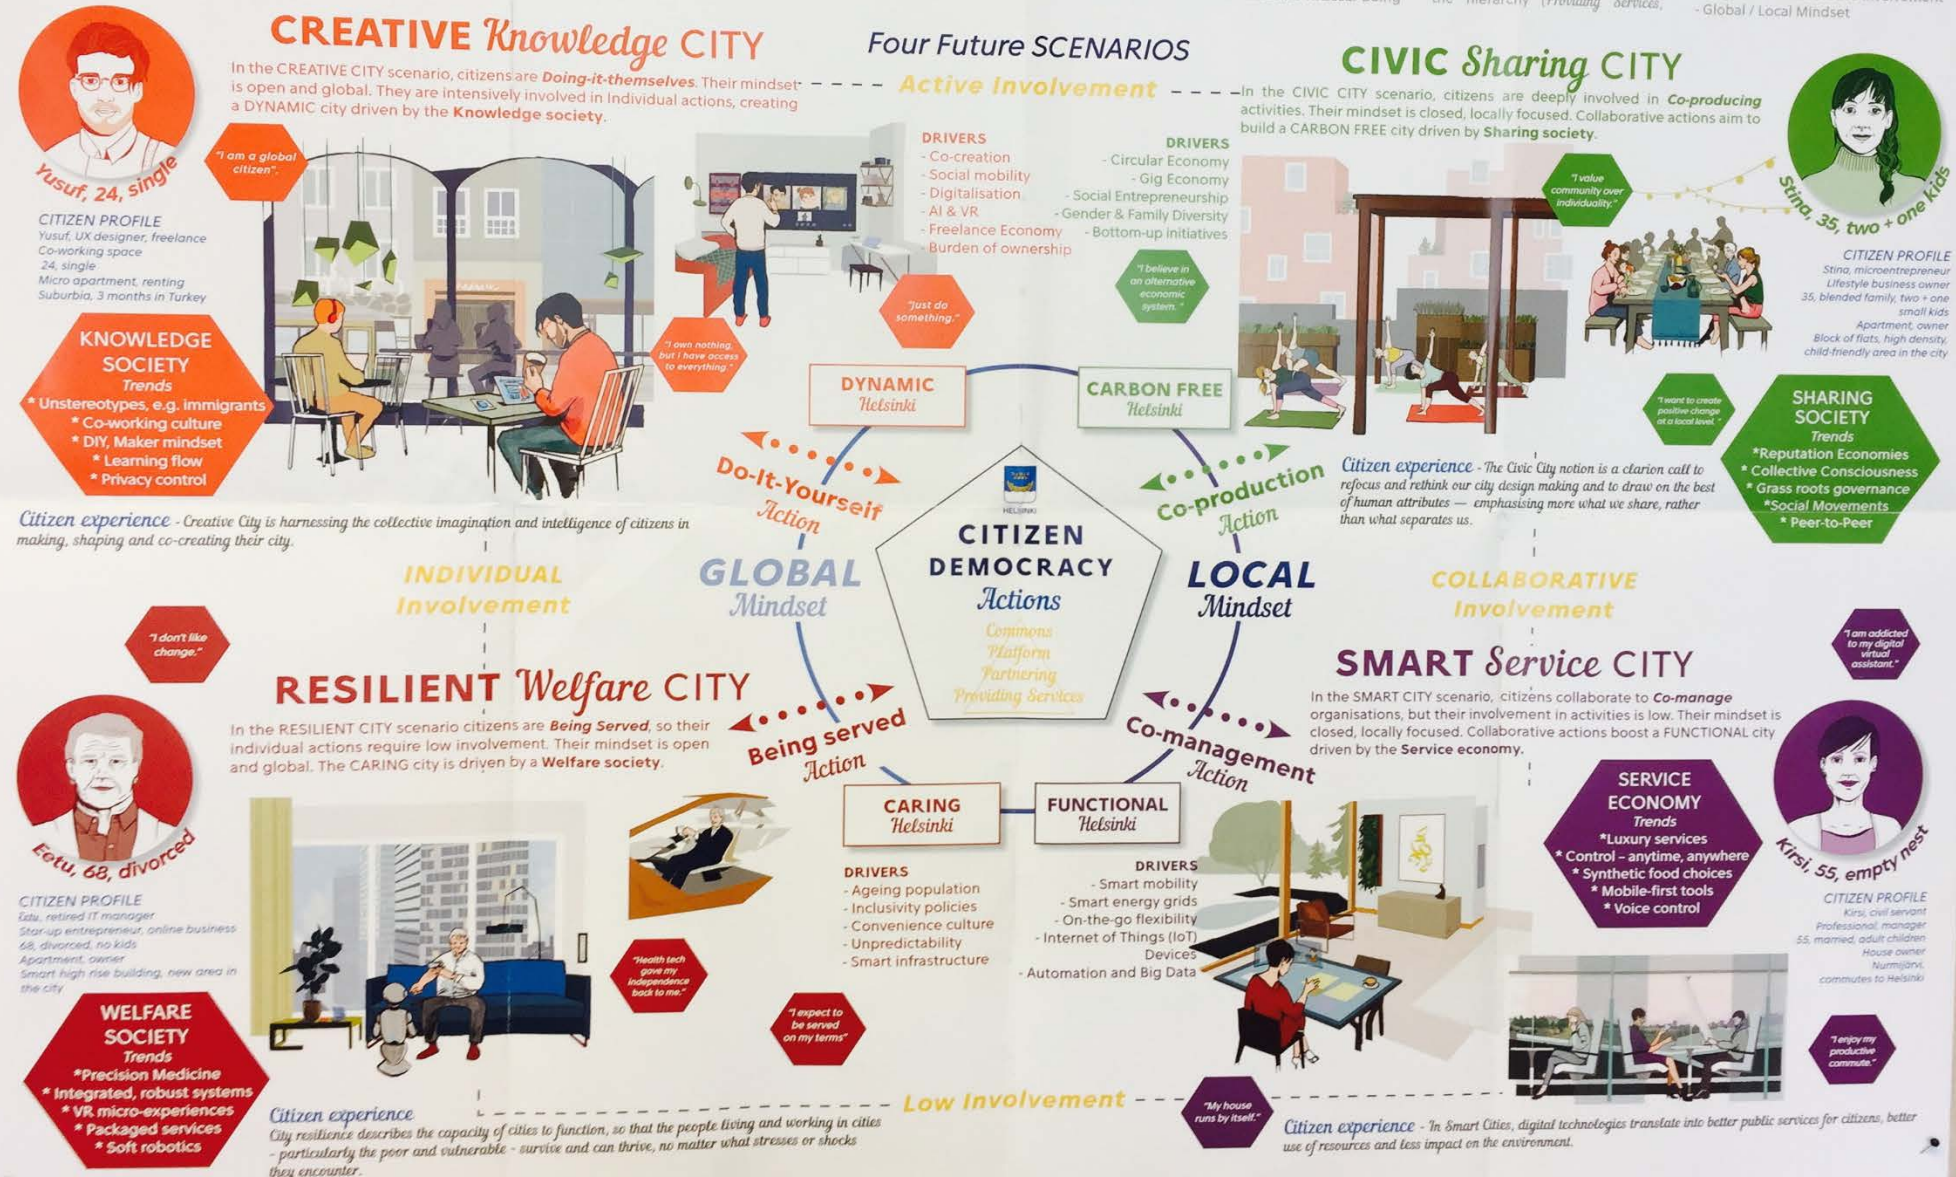 the hierarchy (Providing Services,
- Global / Local Mindset
Four Future SCENARIOS
Active Involvement
CREATIVE Knowledge CITY
In the CREATIVE CITY scenario, citizens are Doing-it-themselves. Their mindset
is open and global. They are intensively involved in Individual actions, creating
a DYNAMIC city driven by the Knowledge society.
Yusuf, 24, single
"I am a global
citizen".
CITIZEN PROFILE
Yusuf, UX designer, freelance
Co-working space
24, single
Micro apartment, renting
Suburbia, 3 months in Turkey
KNOWLEDGE
SOCIETY
Trends
* Unstereotypes, e.g. immigrants
* Co-working culture
* DIY, Maker mindset
* Learning flow
* Privacy control
DRIVERS
- Co-creation
- Social mobility
- Digitalisation
- AI & VR
- Freelance Economy
- Burden of ownership
"Just do
something."
"I own nothing,
but i have access
to everything."
Citizen experience - Creative City is harnessing the collective imagination and intelligence of citizens in
making, shaping and co-creating their city.
CIVIC Sharing CITY
In the CIVIC CITY scenario, citizens are deeply involved in Co-producing
activities. Their mindset is closed, locally focused. Collaborative actions aim to
build a CARBON FREE city driven by Sharing society.
DRIVERS
- Circular Economy
- Gig Economy
- Social Entrepreneurship
- Gender & Family Diversity
- Bottom-up initiatives
"I believe in
an alternative
economic
system. "
"I value
community over
individuality."
Stina, 35, two + one kids
CITIZEN PROFILE
Stina, microentrepreneur
Lifestyle business owner
35, blended family, two + one
small kids
Apartment, owner
Block of flats, high density,
child-friendly area in the city
"I want to create
positive change
at a local level. "
SHARING
SOCIETY
Trends
*Reputation Economies
* Collective Consciousness
* Grass roots governance
*Social Movements
* Peer-to-Peer
Citizen experience - The Civic City notion is a clarion call to
refocus and rethink our city design making and to draw on the best
of human attributes — emphasising more what we share, rather
than what separates us.
DYNAMIC
Helsinki
CARBON FREE
Helsinki
Do-It-Yourself
Action
Co-production
Action
HELSINKI
CITIZEN
DEMOCRACY
Actions
Commons
Platform
Partnering
Providing Services
INDIVIDUAL
Involvement
GLOBAL
Mindset
LOCAL
Mindset
COLLABORATIVE
Involvement
Being served
Action
Co-management
Action
CARING
Helsinki
FUNCTIONAL
Helsinki
"I don't like
change."
RESILIENT Welfare CITY
In the RESILIENT CITY scenario citizens are Being Served, so their
individual actions require low involvement. Their mindset is open
and global. The CARING city is driven by a Welfare society.
Eetu, 68, divorced
CITIZEN PROFILE
Eetu, retired IT manager
Star-up entrepreneur, online business
68, divorced, no kids
Apartment, owner
Smart high rise building, new area in
the city
WELFARE
SOCIETY
Trends
*Precision Medicine
* Integrated, robust systems
* VR micro-experiences
* Packaged services
* Soft robotics
"Health tech
gave my
independence
back to me."
"I expect to
be served
on my terms"
DRIVERS
- Ageing population
- Inclusivity policies
- Convenience culture
- Unpredictability
- Smart infrastructure
Citizen experience
City resilience describes the capacity of cities to function, so that the people living and working in cities
- particularly the poor and vulnerable - survive and can thrive, no matter what stresses or shocks
they encounter.
Low Involvement
SMART Service CITY
In the SMART CITY scenario, citizens collaborate to Co-manage
organisations, but their involvement in activities is low. Their mindset is
closed, locally focused. Collaborative actions boost a FUNCTIONAL city
driven by the Service economy.
"I am addicted
to my digital
virtual
assistant."
SERVICE
ECONOMY
Trends
*Luxury services
* Control – anytime, anywhere
* Synthetic food choices
* Mobile-first tools
* Voice control
Kirsi, 55, empty nest
CITIZEN PROFILE
Kirsi, civil servant
Professional, manager
55, married, adult children
House owner
Nurmijärvi,
commutes to Helsinki
DRIVERS
- Smart mobility
- Smart energy grids
- On-the-go flexibility
- Internet of Things (IoT)
Devices
- Automation and Big Data
"I enjoy my
productive
commute."
"My house
runs by itself."
Citizen experience - In Smart Cities, digital technologies translate into better public services for citizens, better
use of resources and less impact on the environment.